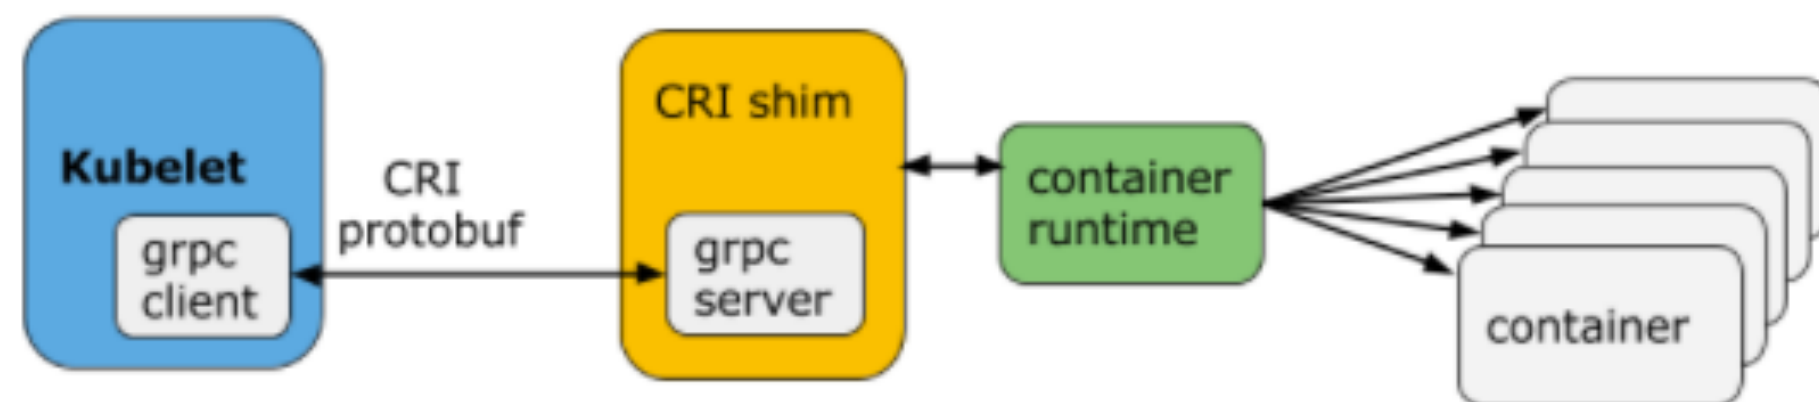 Kubelet
grpc
client
CRI
protobuf
CRI shim
grpc
server
container
runtime
container